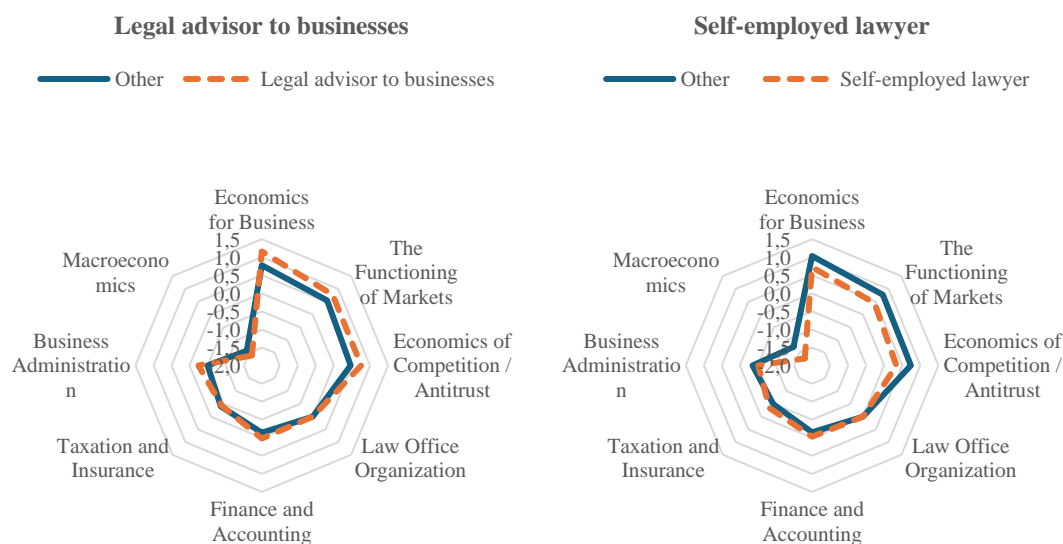 Legal advisor to businesses
Other
Legal advisor to businesses
Economics
for Business
The
Functioning
of Markets
Economics of
Competition /
Antitrust
Law Office
Organization
Finance and
Accounting
Taxation and
Insurance
Business
Administratio
n
Macroecono
mics
1,5
1,0
0,5
0,0
-0,5
-1,0
-1,5
-2,0
Self-employed lawyer
Other
Self-employed lawyer
Economics
for Business
The
Functioning
of Markets
Economics of
Competition /
Antitrust
Law Office
Organization
Finance and
Accounting
Taxation and
Insurance
Business
Administratio
n
Macroecono
mics
1,5
1,0
0,5
0,0
-0,5
-1,0
-1,5
-2,0